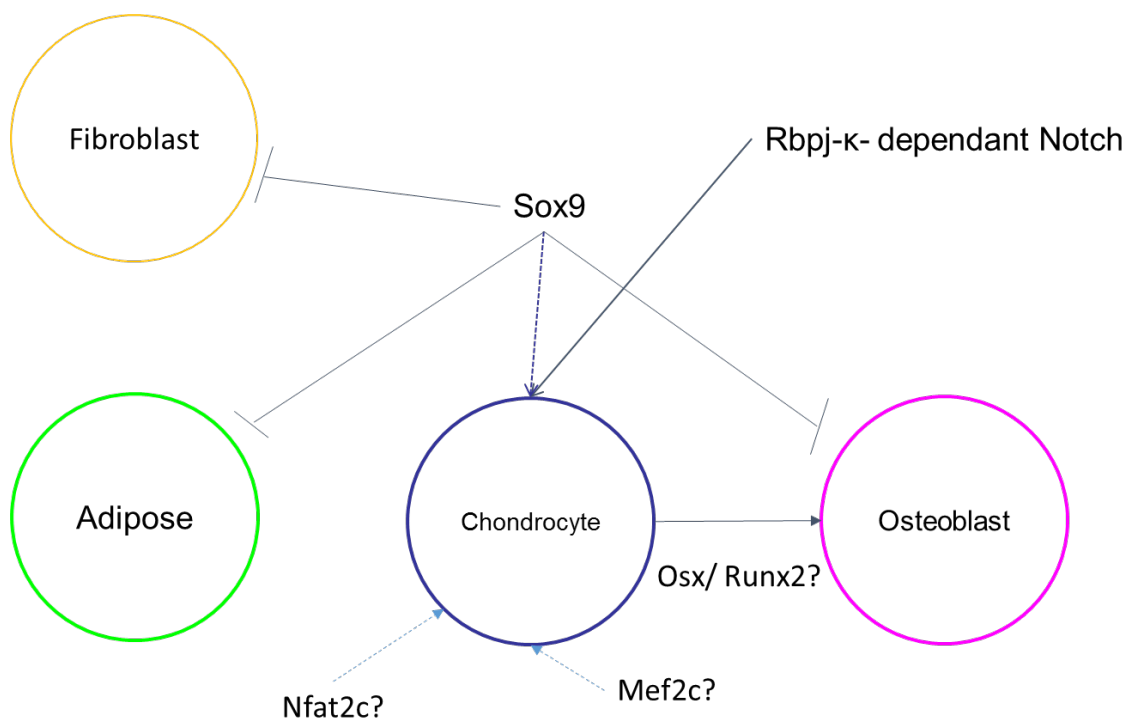 Fibroblast
Rbpj-κ- dependant Notch
Sox9
Adipose
Chondrocyte
Osteoblast
Osx/ Runx2?
Nfat2c?
Mef2c?